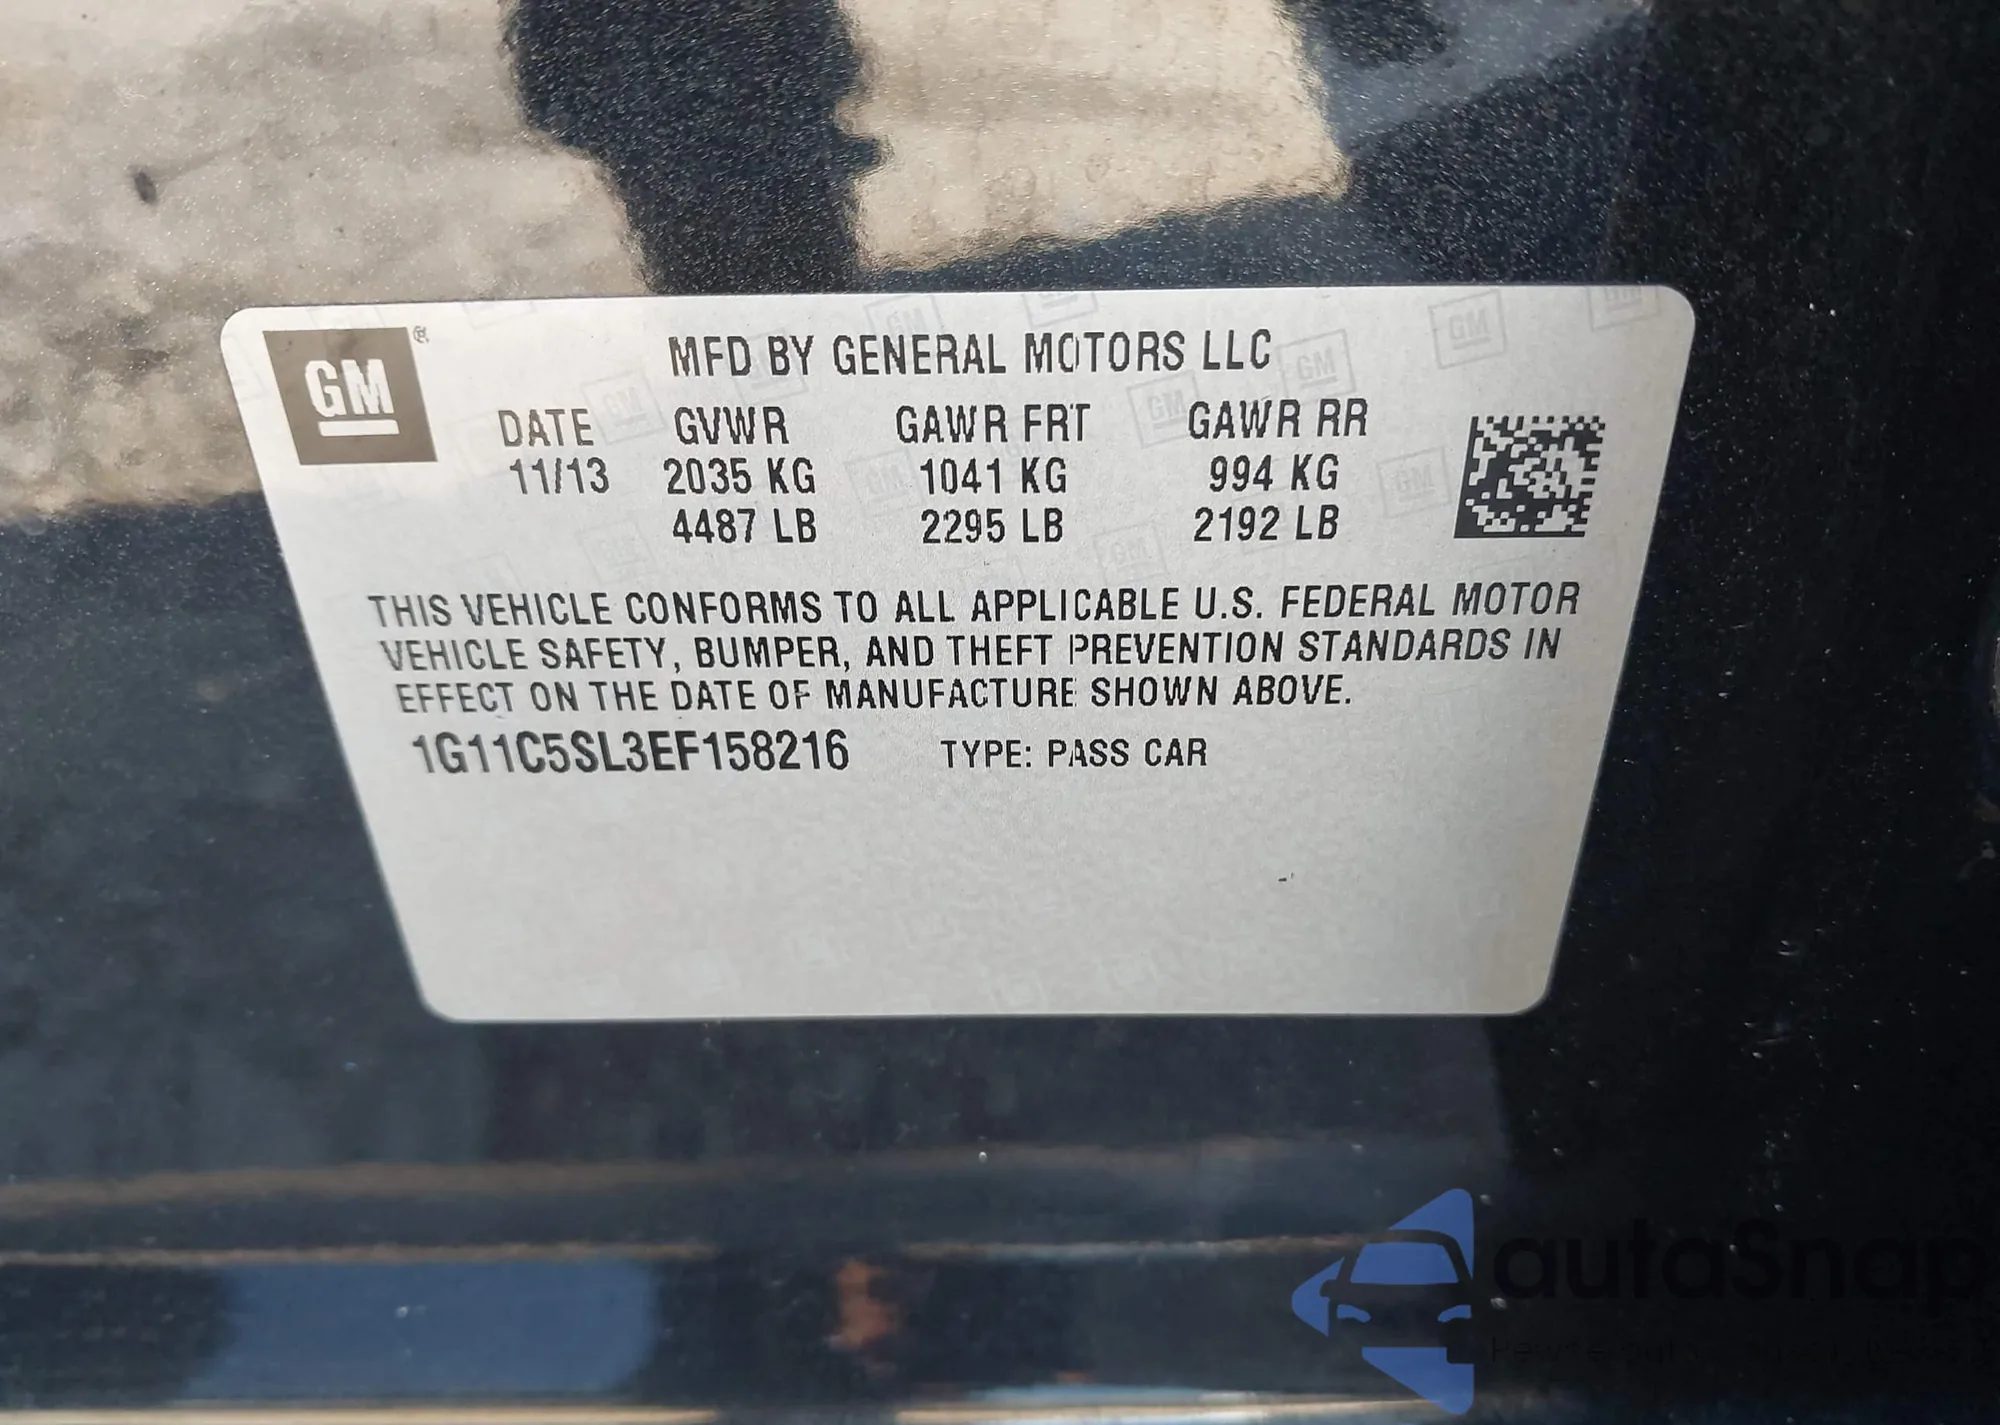 GM ®
MFD BY GENERAL MOTORS LLC
DATE GVWR GAWR FRT GAWR RR
11/13 2035 KG 1041 KG 994 KG
4487 LB 2295 LB 2192 LB
THIS VEHICLE CONFORMS TO ALL APPLICABLE U.S. FEDERAL MOTOR
VEHICLE SAFETY, BUMPER, AND THEFT PREVENTION STANDARDS IN
EFFECT ON THE DATE OF MANUFACTURE SHOWN ABOVE.
1G11C5SL3EF158216 TYPE: PASS CAR
autaSnap